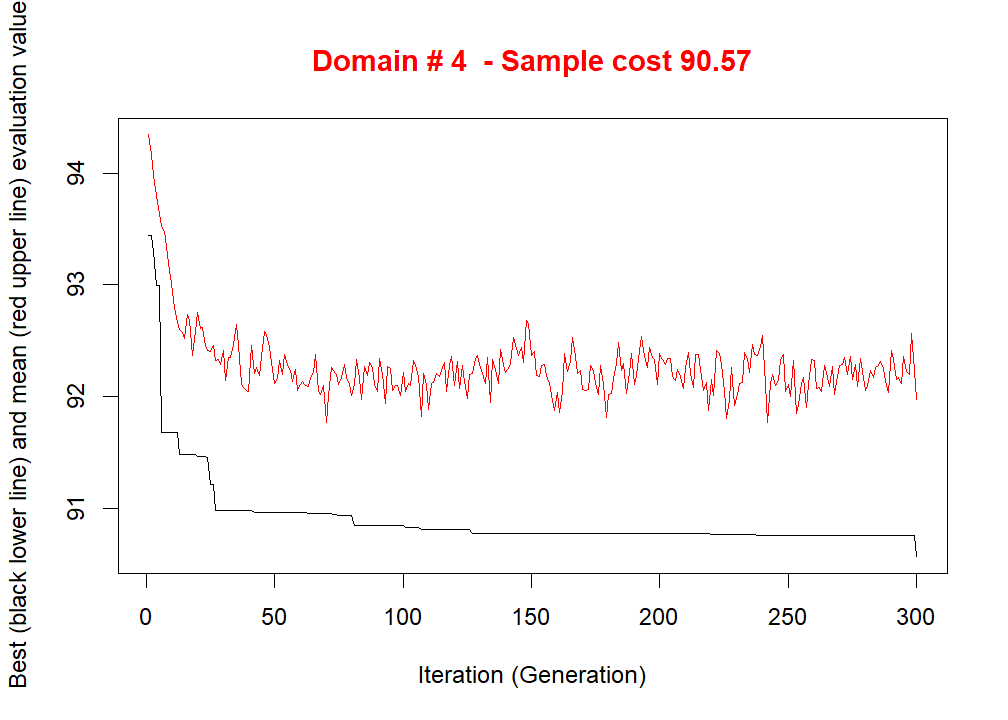 Domain # 4  - Sample cost 90.57
Best (black lower line) and mean (red upper line) evaluation value
94
93
92
91
0 50 100 150 200 250 300
Iteration (Generation)